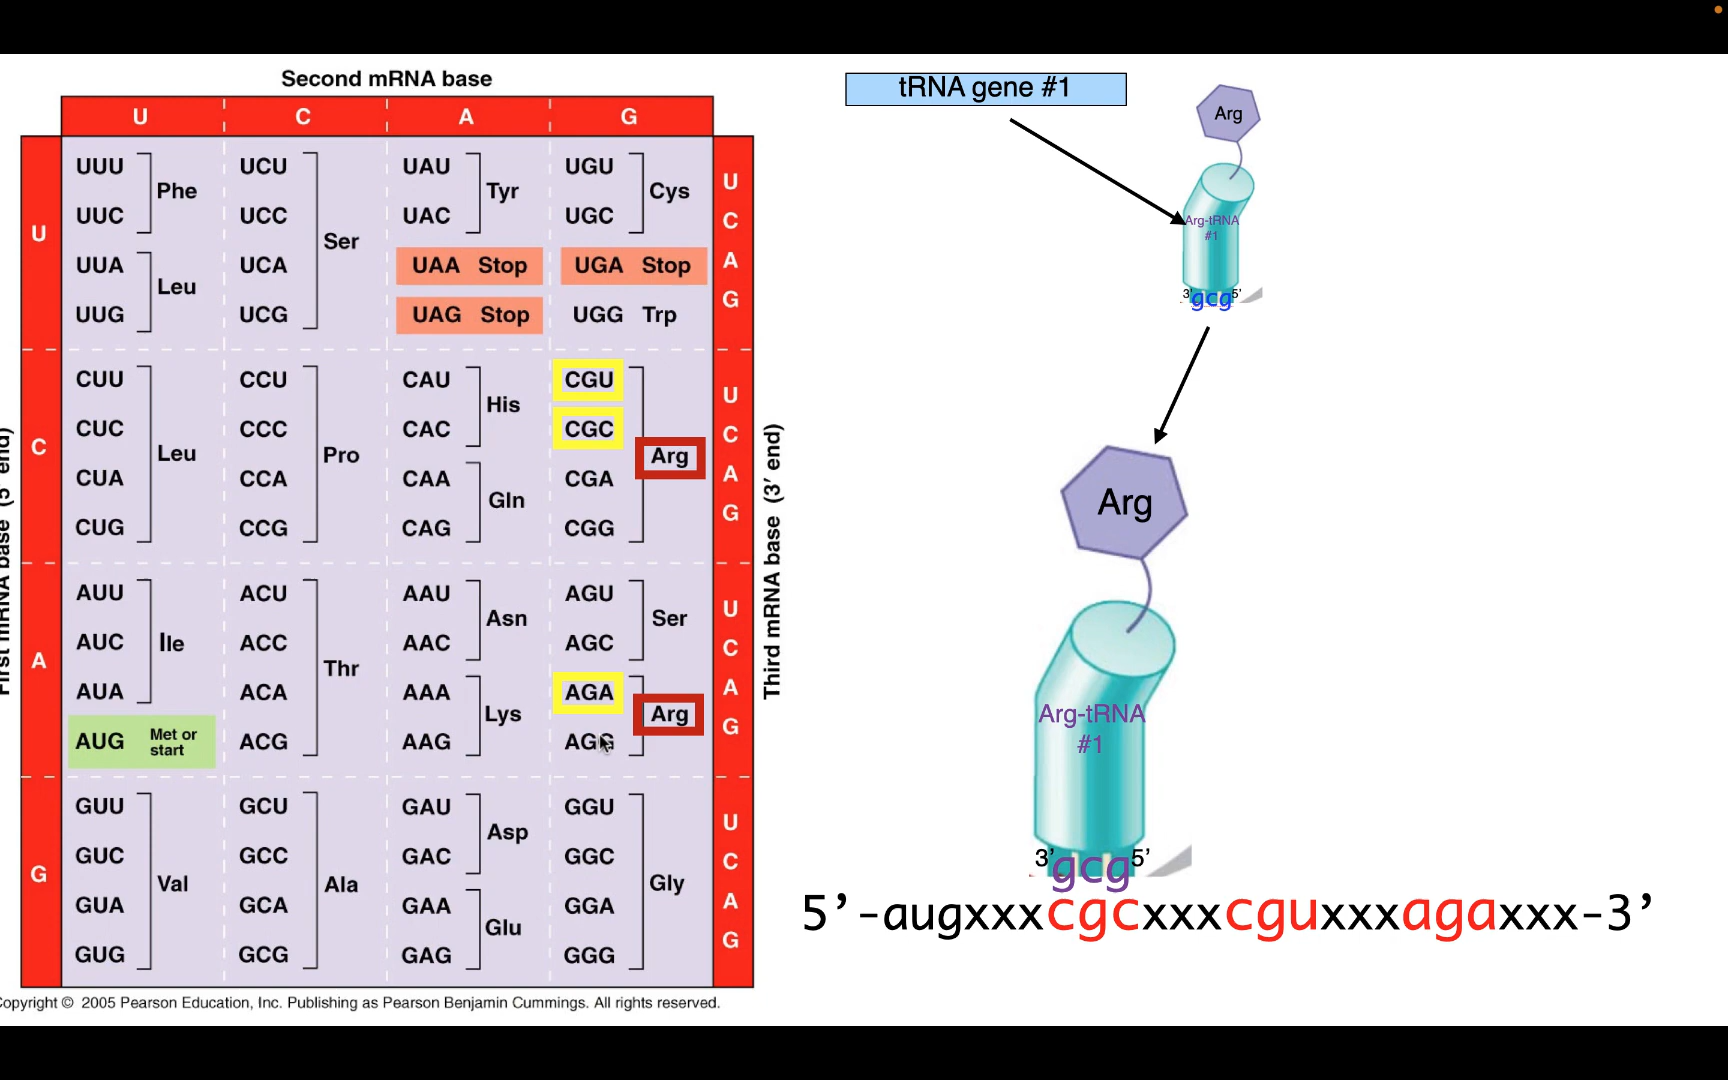 Second mRNA base
U C A G
First mRNA base (5′ end)
U
UUU
UUC
Phe
UUA
UUG
Leu
UCU
UCC
UCA
UCG
Ser
UAU
UAC
Tyr
UAA Stop
UAG Stop
UGU
UGC
Cys
UGA Stop
UGG Trp
U
C
A
G
C
CUU
CUC
CUA
CUG
Leu
CCU
CCC
CCA
CCG
Pro
CAU
CAC
His
CAA
CAG
Gln
CGU
CGC
CGA
CGG
Arg
U
C
A
G
A
AUU
AUC
AUA
Ile
AUG Met or
start
ACU
ACC
ACA
ACG
Thr
AAU
AAC
Asn
AAA
AAG
Lys
AGU
AGC
Ser
AGA
AGG
Arg
U
C
A
G
G
GUU
GUC
GUA
GUG
Val
GCU
GCC
GCA
GCG
Ala
GAU
GAC
Asp
GAA
GAG
Glu
GGU
GGC
GGA
GGG
Gly
U
C
A
G
Third mRNA base (3′ end)
Copyright © 2005 Pearson Education, Inc. Publishing as Pearson Benjamin Cummings. All rights reserved.
tRNA gene #1
Arg
Arg-tRNA
#1
3’gcg5’
Arg
Arg-tRNA
#1
3’gcg5’
5’-augxxxcgcxxxcguxxxagaxxx-3’